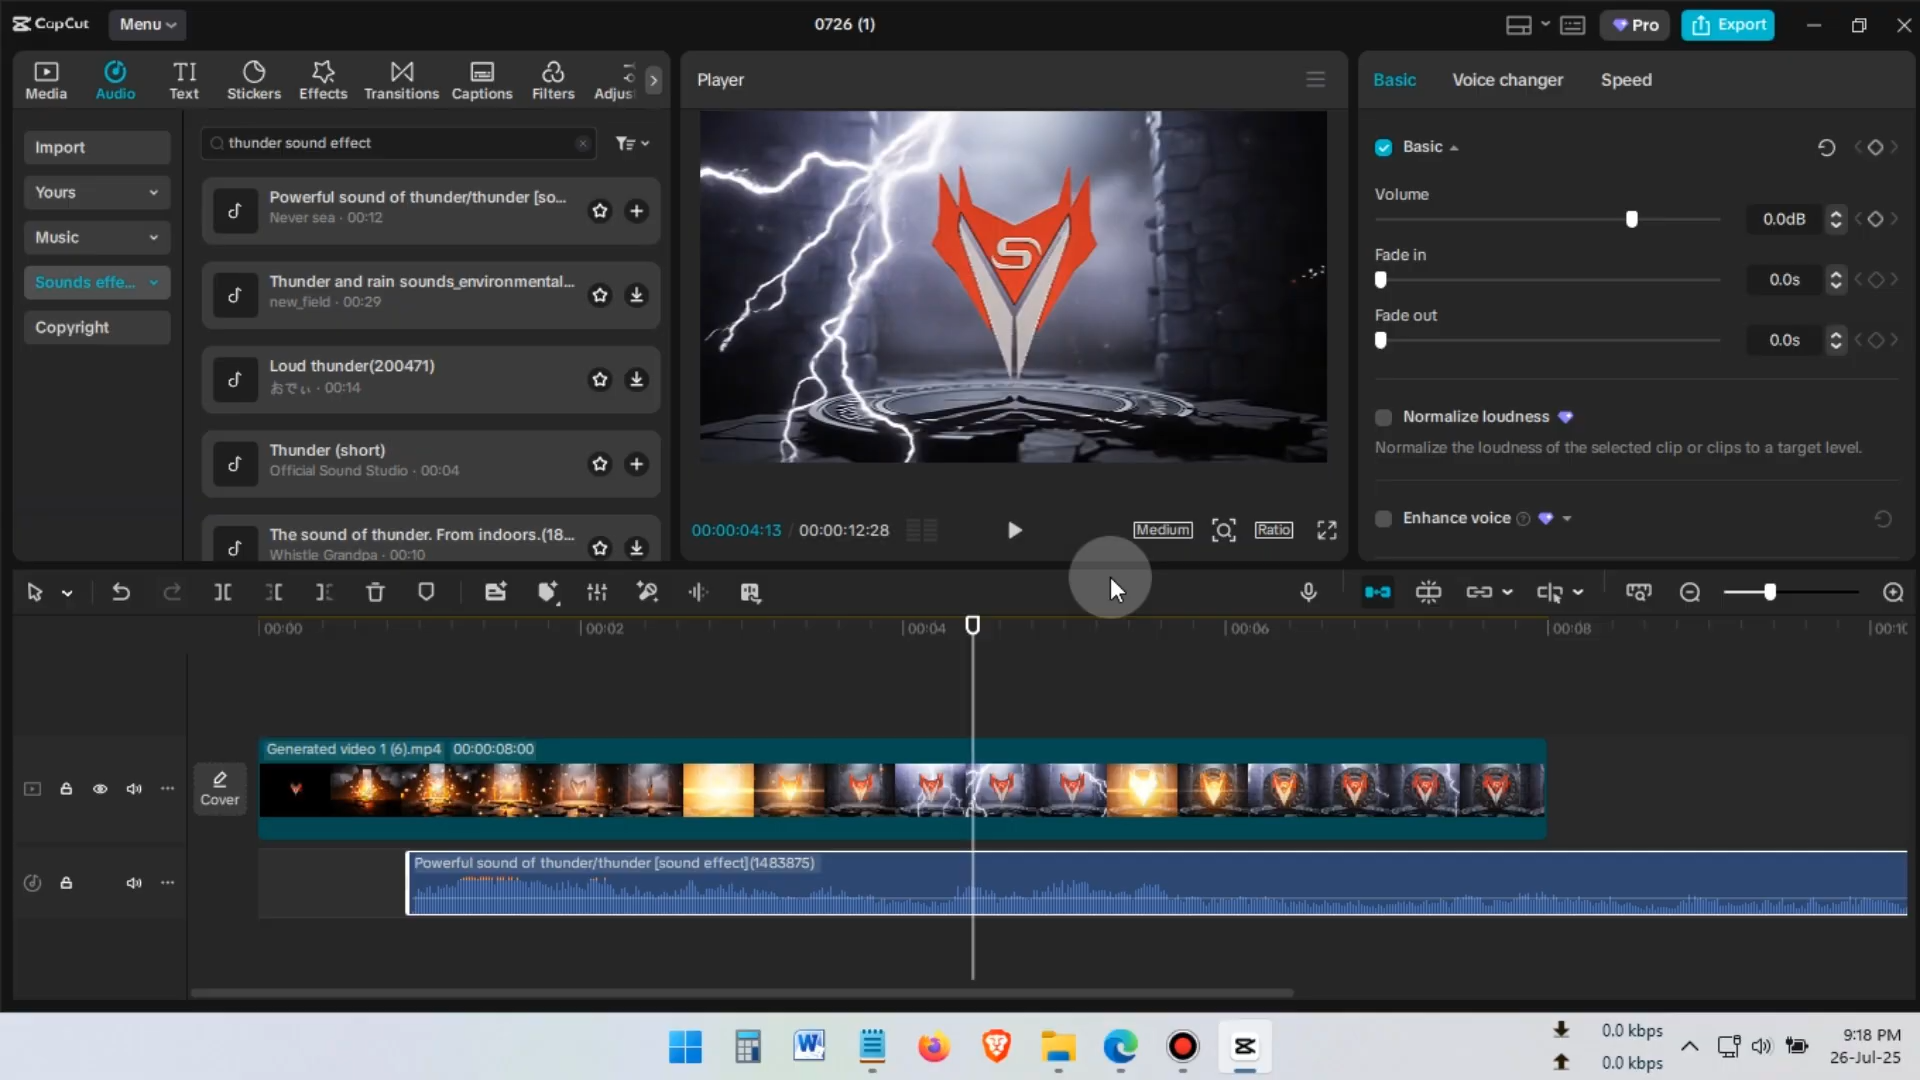 CapCut
Menu
0726 (1)
Pro
Export
Media
Audio
Text
Stickers
Effects
Transitions
Captions
Filters
Adjus
Import
Yours
Music
Sounds effe...
Copyright
thunder sound effect
Powerful sound of thunder/thunder [so...
Never sea · 00:12
Thunder and rain sounds_environmental...
new_field · 00:29
Loud thunder(200471)
おでぃ · 00:14
Thunder (short)
Official Sound Studio · 00:04
The sound of thunder. From indoors.(18...
Whistle Grandpa · 00:10
Player
S
00:00:04:13 / 00:00:12:28
Medium
Ratio
Basic
Voice changer
Speed
Basic
Volume
0.0dB
Fade in
0.0s
Fade out
0.0s
Normalize loudness
Normalize the loudness of the selected clip or clips to a target level.
Enhance voice
00:00
00:02
00:04
00:06
00:08
00:10
Cover
Generated video 1 (6).mp4 00:00:08:00
Powerful sound of thunder/thunder [sound effect](1483875)
0.0 kbps
0.0 kbps
9:18 PM
26-Jul-25